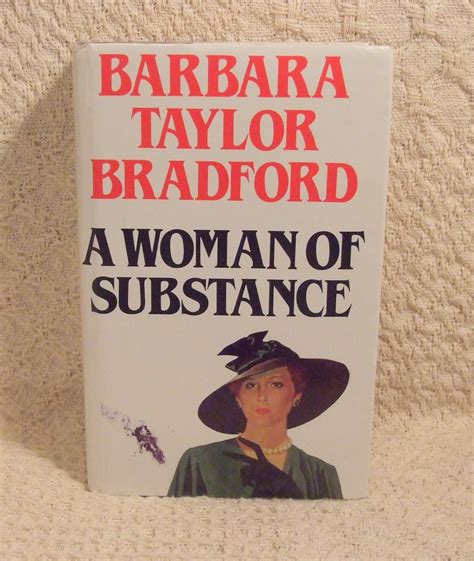 BARBARA
TAYLOR
BRADFORD
A WOMAN OF
SUBSTANCE